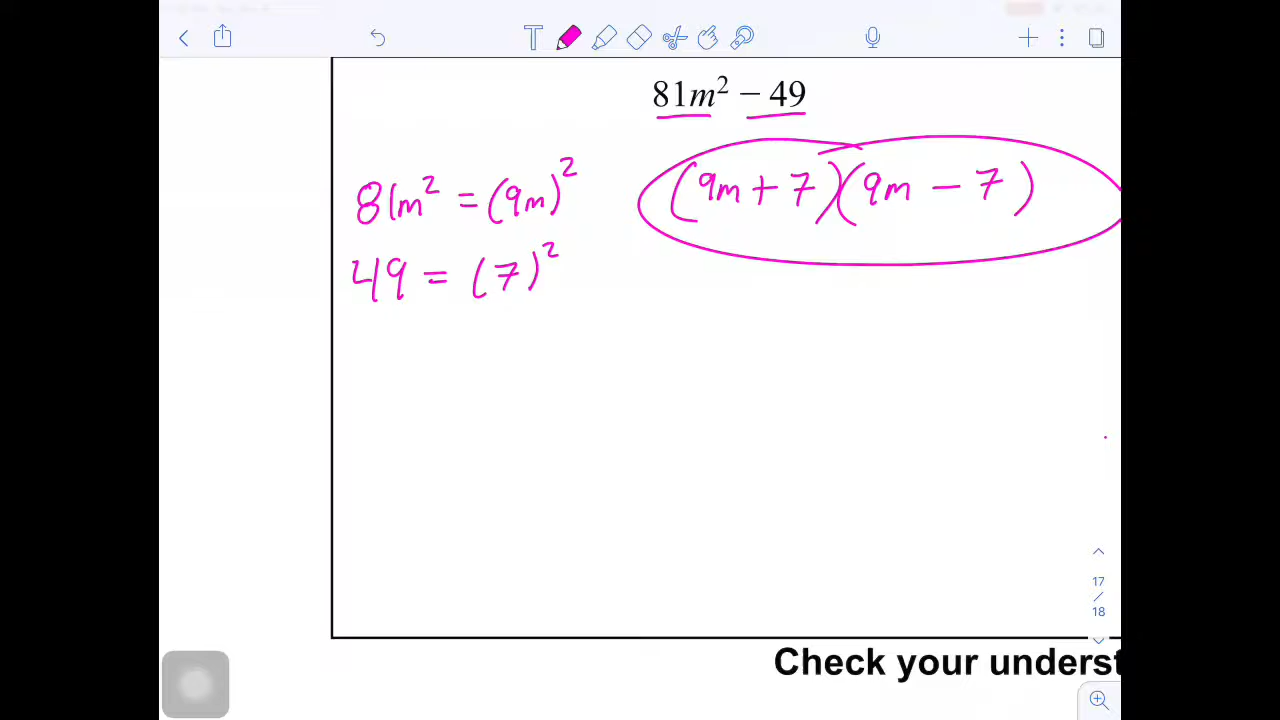 81m² − 49
(9m + 7)(9m − 7)
81m² = (9m)²
49 = (7)²
17
/
18
Check your underst